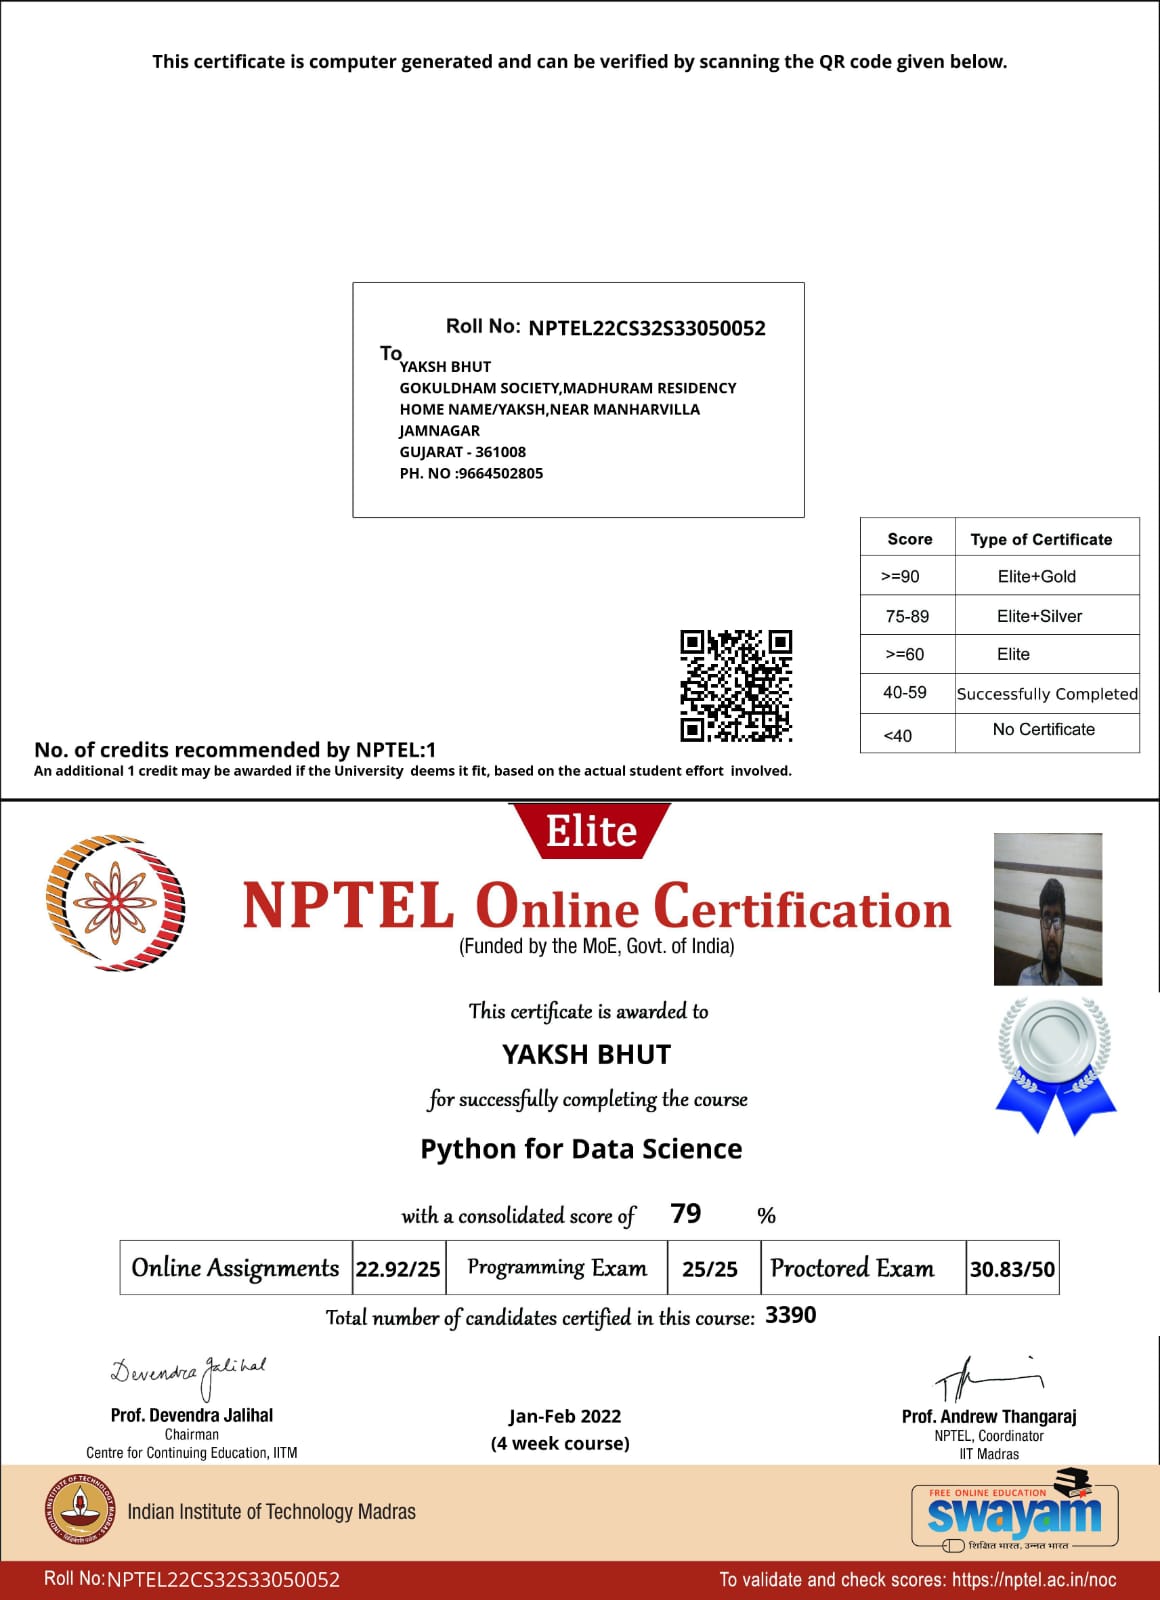 This certificate is computer generated and can be verified by scanning the QR code given below.
Roll No: NPTEL22CS32S33050052
To
YAKSH BHUT
GOKULDHAM SOCIETY,MADHURAM RESIDENCY
HOME NAME/YAKSH,NEAR MANHARVILLA
JAMNAGAR
GUJARAT - 361008
PH. NO :9664502805
Score Type of Certificate
>=90 Elite+Gold
75-89 Elite+Silver
>=60 Elite
40-59 Successfully Completed
<40 No Certificate
No. of credits recommended by NPTEL:1
An additional 1 credit may be awarded if the University deems it fit, based on the actual student effort involved.
Elite
NPTEL Online Certification
(Funded by the MoE, Govt. of India)
This certificate is awarded to
YAKSH BHUT
for successfully completing the course
Python for Data Science
with a consolidated score of 79 %
Online Assignments 22.92/25 Programming Exam 25/25 Proctored Exam 30.83/50
Total number of candidates certified in this course: 3390
Devendra Jalihal
Prof. Devendra Jalihal
Chairman
Centre for Continuing Education, IITM
Jan-Feb 2022
(4 week course)
Prof. Andrew Thangaraj
NPTEL, Coordinator
IIT Madras
Indian Institute of Technology Madras
FREE ONLINE EDUCATION
swayam
शिक्षित भारत, उन्नत भारत
Roll No:NPTEL22CS32S33050052
To validate and check scores: https://nptel.ac.in/noc